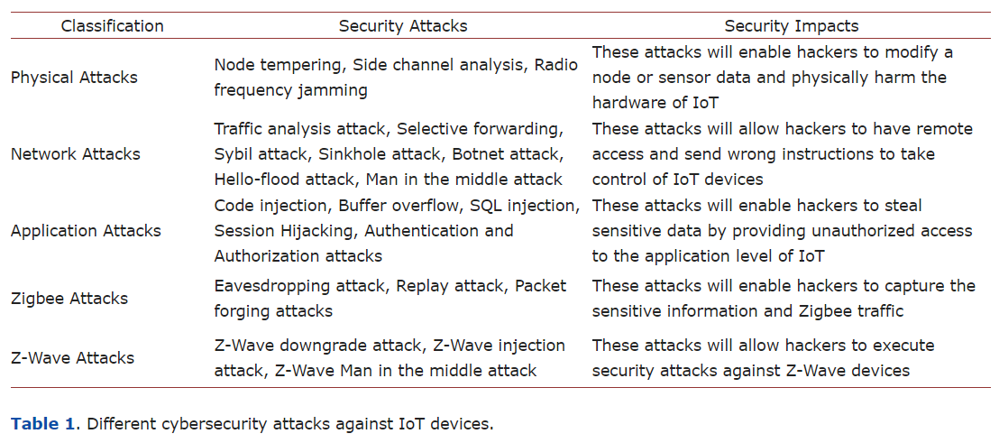 Classification Security Attacks Security Impacts
Physical Attacks
Node tempering, Side channel analysis, Radio
frequency jamming
These attacks will enable hackers to modify a
node or sensor data and physically harm the
hardware of IoT
Network Attacks
Traffic analysis attack, Selective forwarding,
Sybil attack, Sinkhole attack, Botnet attack,
Hello-flood attack, Man in the middle attack
These attacks will allow hackers to have remote
access and send wrong instructions to take
control of IoT devices
Application Attacks
Code injection, Buffer overflow, SQL injection,
Session Hijacking, Authentication and
Authorization attacks
These attacks will enable hackers to steal
sensitive data by providing unauthorized access
to the application level of IoT
Zigbee Attacks
Eavesdropping attack, Replay attack, Packet
forging attacks
These attacks will enable hackers to capture the
sensitive information and Zigbee traffic
Z-Wave Attacks
Z-Wave downgrade attack, Z-Wave injection
attack, Z-Wave Man in the middle attack
These attacks will allow hackers to execute
security attacks against Z-Wave devices
Table 1. Different cybersecurity attacks against IoT devices.